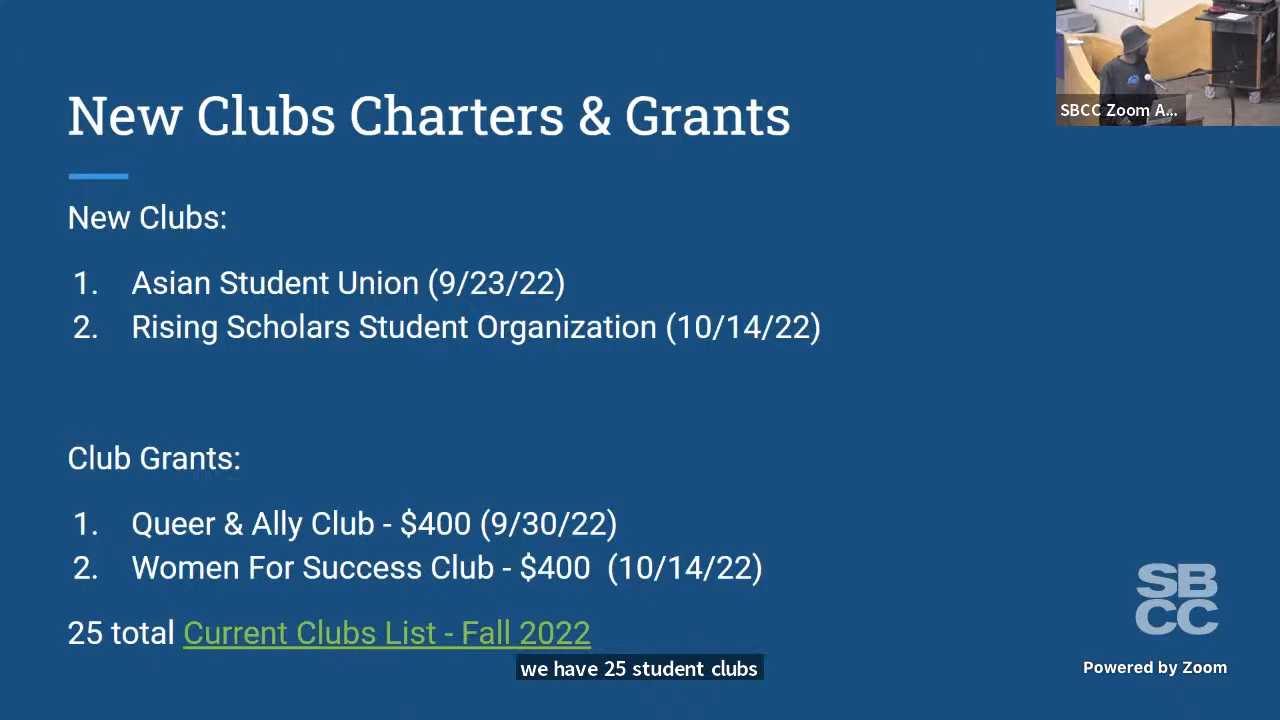 SBCC Zoom A...
New Clubs Charters & Grants
New Clubs:
1. Asian Student Union (9/23/22)
2. Rising Scholars Student Organization (10/14/22)
Club Grants:
1. Queer & Ally Club - $400 (9/30/22)
2. Women For Success Club - $400 (10/14/22)
25 total Current Clubs List - Fall 2022
we have 25 student clubs
SB
CC
Powered by Zoom